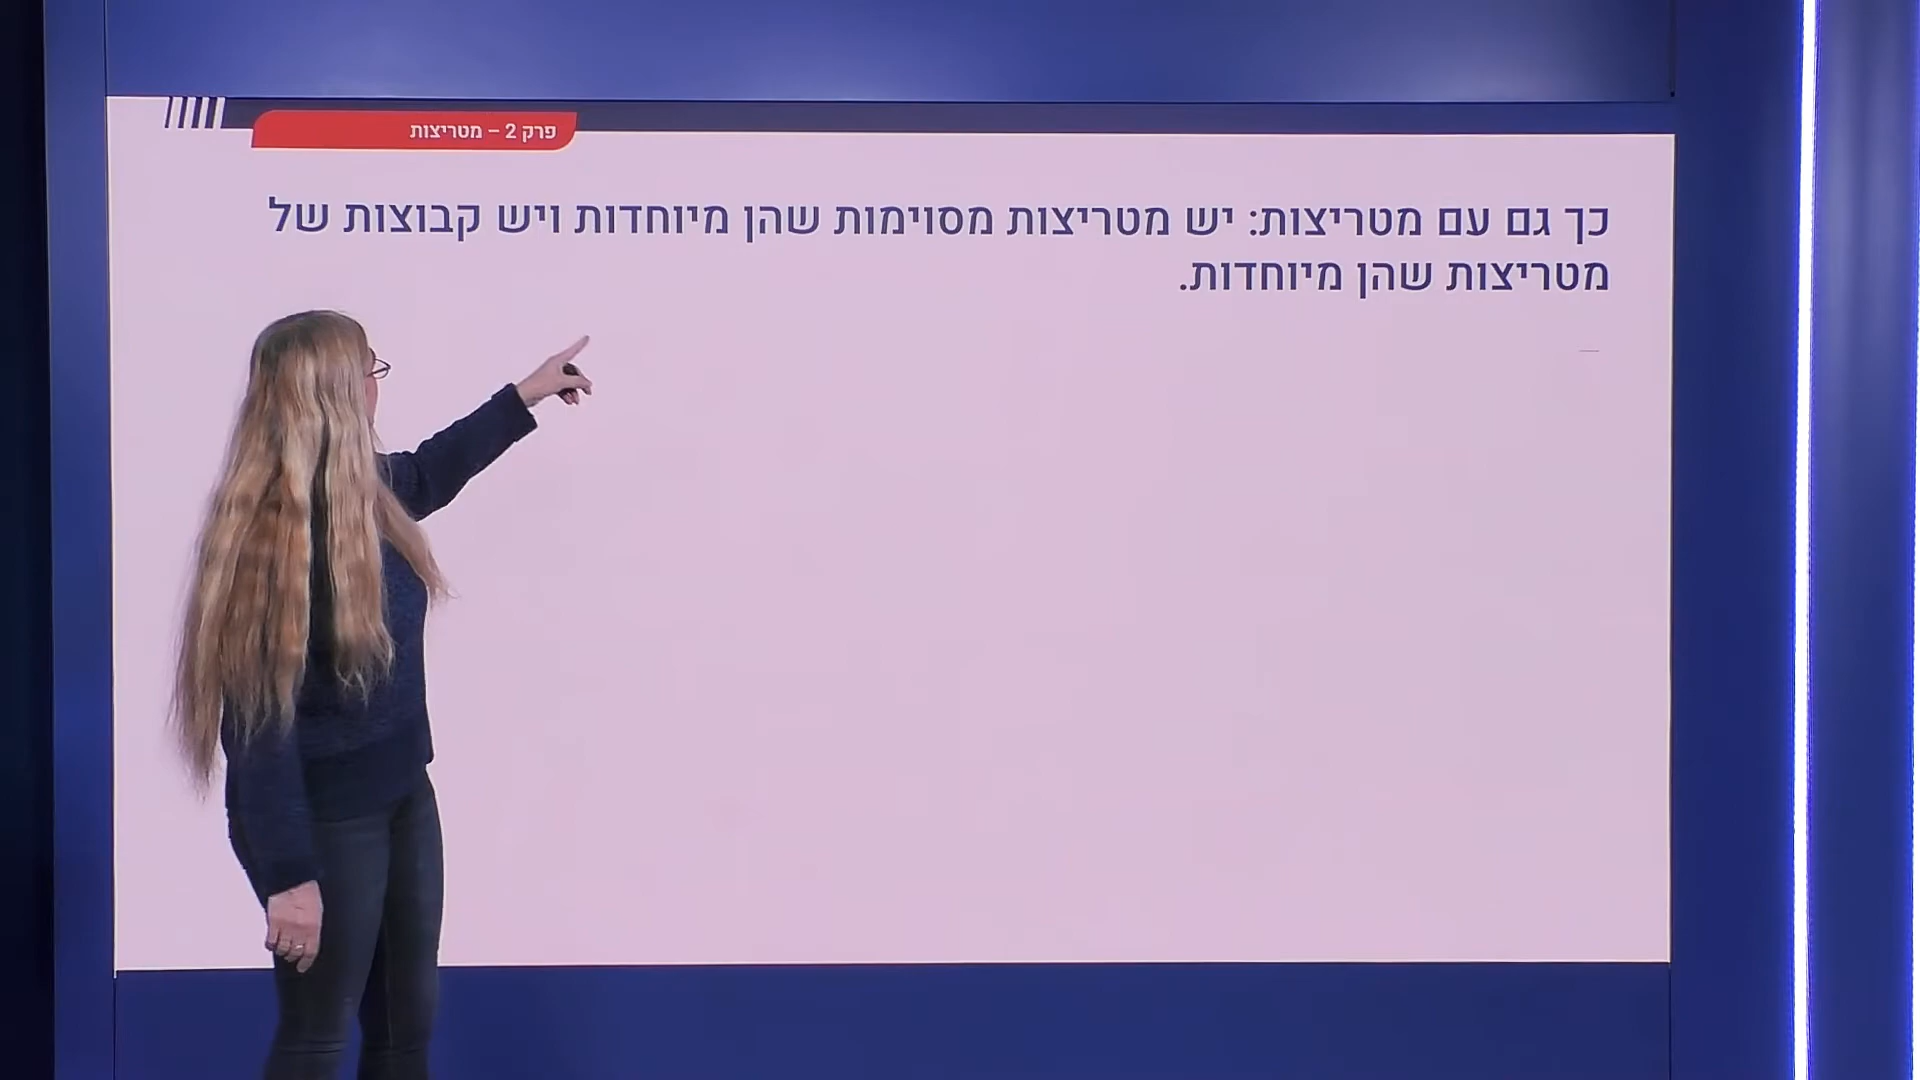 פרק 2 – מטריצות
כך גם עם מטריצות: יש מטריצות מסוימות שהן מיוחדות ויש קבוצות של
מטריצות שהן מיוחדות.